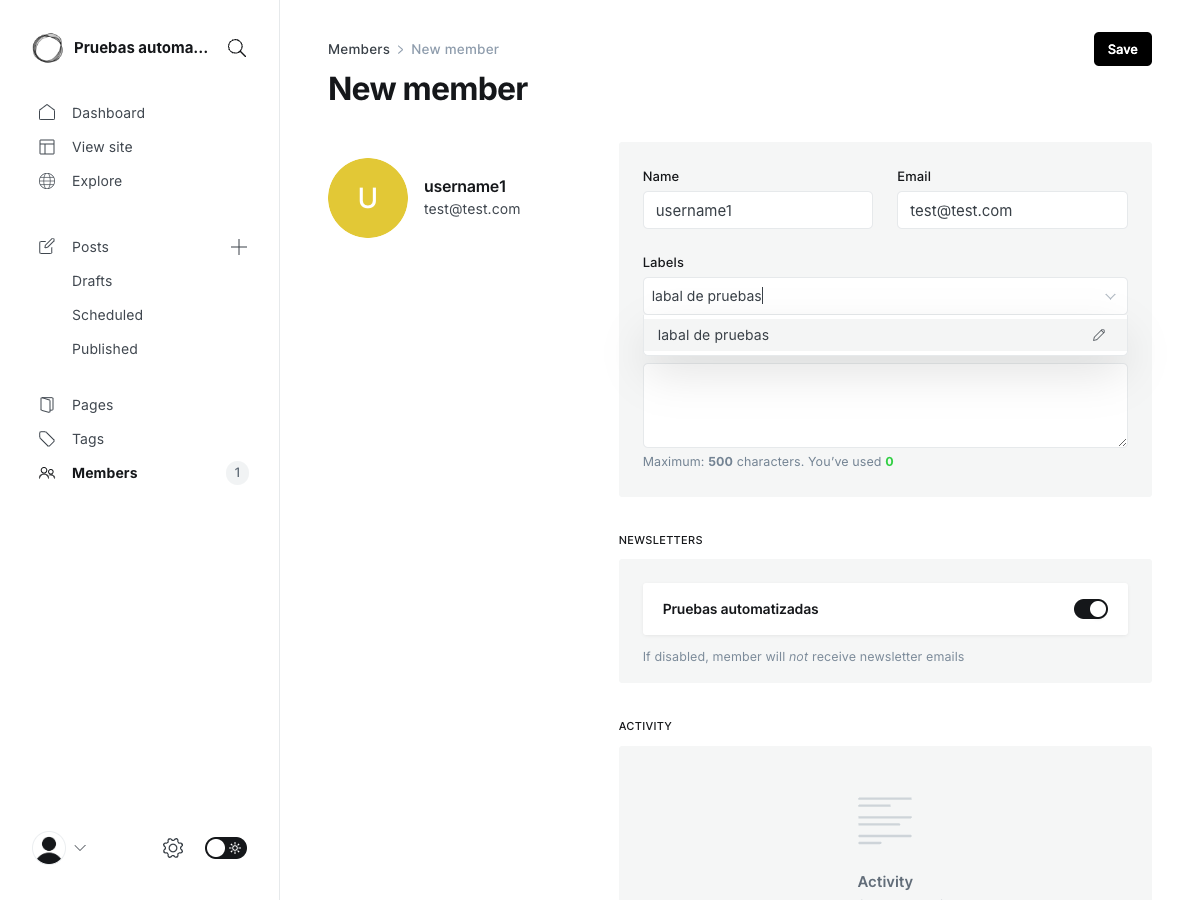 Pruebas automa...
Dashboard
View site
Explore
Posts
Drafts
Scheduled
Published
Pages
Tags
Members 1
Members > New member
Save
New member
U
username1
test@test.com
Name
Email
username1
test@test.com
Labels
labal de pruebas
labal de pruebas
Maximum: 500 characters. You've used 0
NEWSLETTERS
Pruebas automatizadas
If disabled, member will not receive newsletter emails
ACTIVITY
Activity